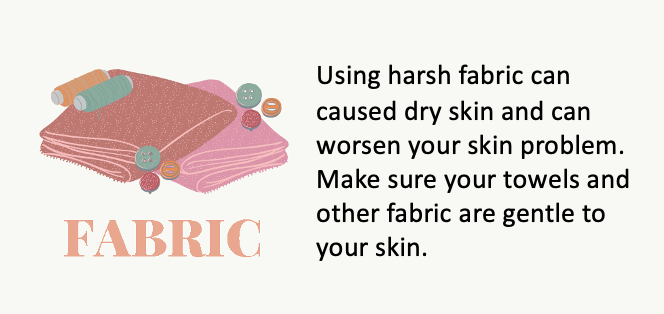 FABRIC
Using harsh fabric can
caused dry skin and can
worsen your skin problem.
Make sure your towels and
other fabric are gentle to
your skin.